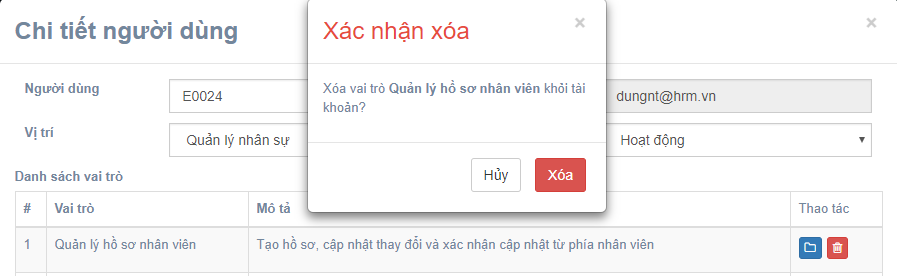 Chi tiết người dùng
×
Xác nhận xóa
×
Xóa vai trò Quản lý hồ sơ nhân viên khỏi tài
khoản?
Hủy
Xóa
Người dùng
E0024
dungnt@hrm.vn
Vị trí
Quản lý nhân sự
Hoạt động
Danh sách vai trò
# Vai trò Mô tả Thao tác
1 Quản lý hồ sơ nhân viên Tạo hồ sơ, cập nhật thay đổi và xác nhận cập nhật từ phía nhân viên